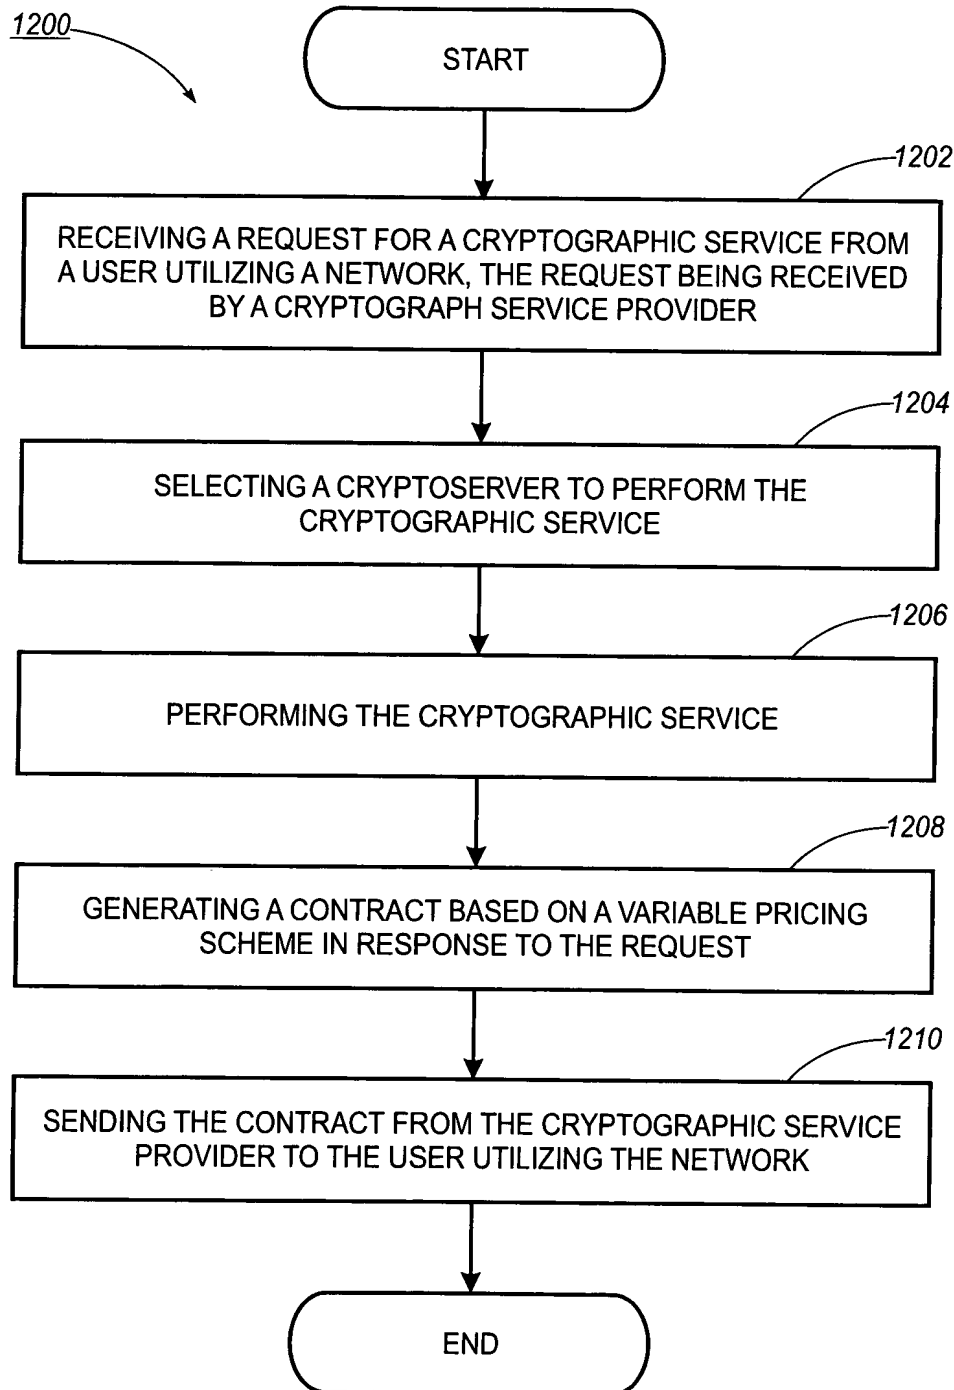 1200
START
1202
RECEIVING A REQUEST FOR A CRYPTOGRAPHIC SERVICE FROM
A USER UTILIZING A NETWORK, THE REQUEST BEING RECEIVED
BY A CRYPTOGRAPH SERVICE PROVIDER
1204
SELECTING A CRYPTOSERVER TO PERFORM THE
CRYPTOGRAPHIC SERVICE
1206
PERFORMING THE CRYPTOGRAPHIC SERVICE
1208
GENERATING A CONTRACT BASED ON A VARIABLE PRICING
SCHEME IN RESPONSE TO THE REQUEST
1210
SENDING THE CONTRACT FROM THE CRYPTOGRAPHIC SERVICE
PROVIDER TO THE USER UTILIZING THE NETWORK
END